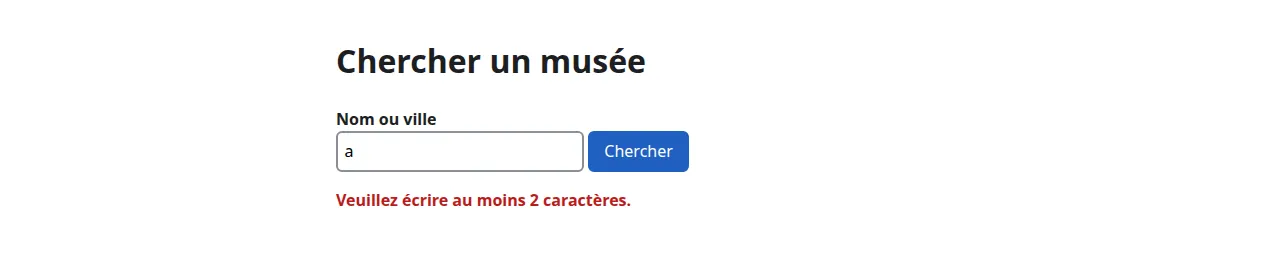 Chercher un musée
Nom ou ville
a
Chercher
Veuillez écrire au moins 2 caractères.